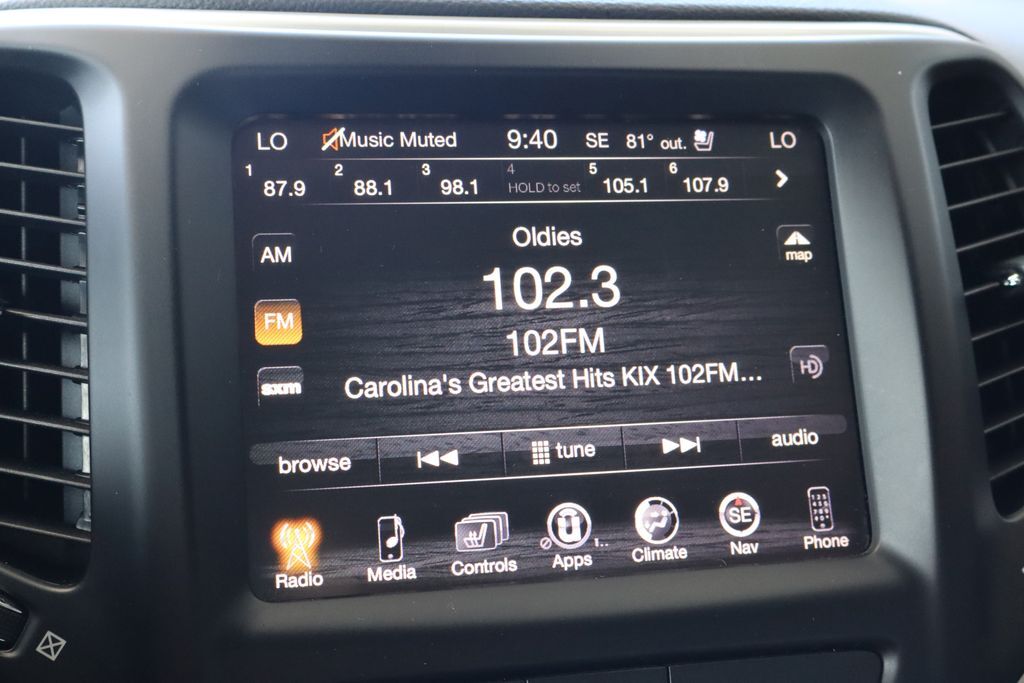 LO Music Muted 9:40 SE 81° out. LO
1 87.9 2 88.1 3 98.1 4 HOLD to set 5 105.1 6 107.9
Oldies
AM
map
102.3
FM
102FM
HD
sxm
Carolina's Greatest Hits KIX 102FM...
browse tune audio
SE
Radio Media Controls Apps Climate Nav Phone